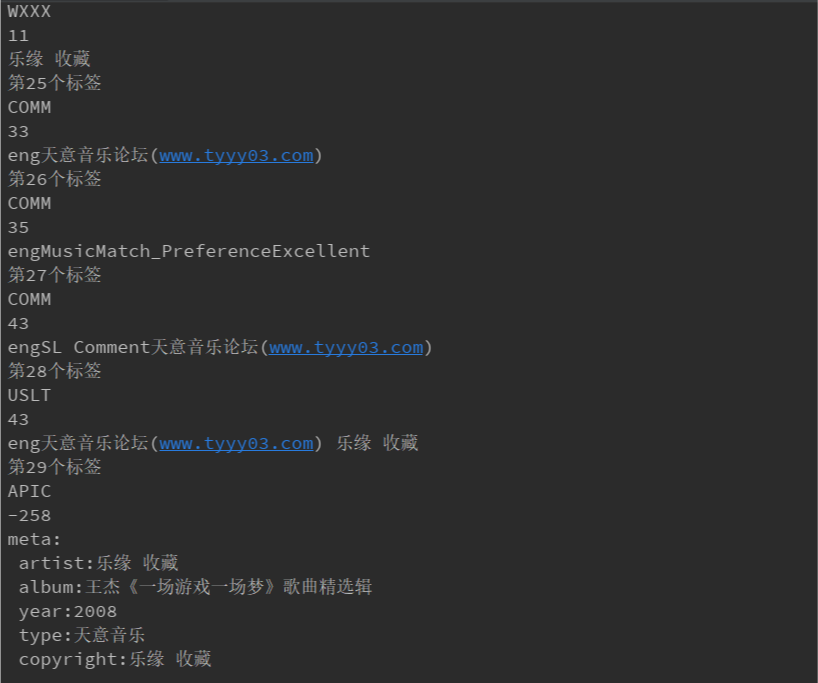 WXXX
11
乐缘 收藏
第25个标签
COMM
33
eng天意音乐论坛(www.tyyy03.com)
第26个标签
COMM
35
engMusicMatch_PreferenceExcellent
第27个标签
COMM
43
engSL Comment天意音乐论坛(www.tyyy03.com)
第28个标签
USLT
43
eng天意音乐论坛(www.tyyy03.com) 乐缘 收藏
第29个标签
APIC
-258
meta:
artist:乐缘 收藏
album:王杰《一场游戏一场梦》歌曲精选辑
year:2008
type:天意音乐
copyright:乐缘 收藏